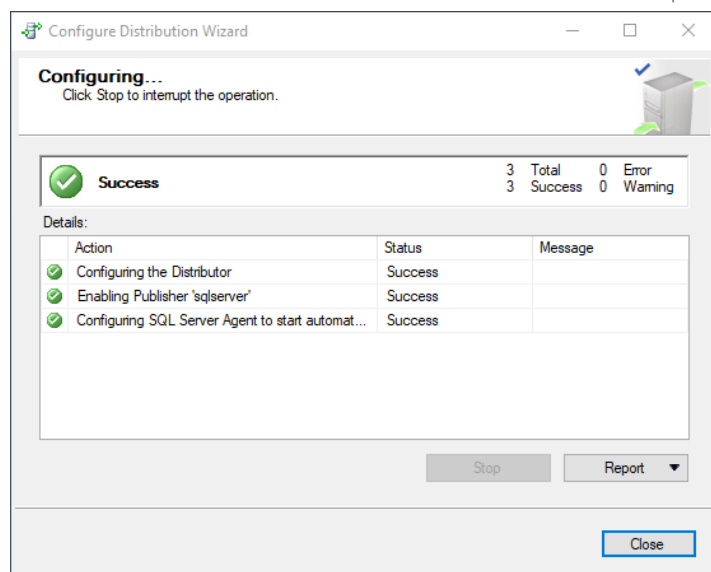 Configure Distribution Wizard
Configuring...
Click Stop to interrupt the operation.
Success
3 Total 0 Error
3 Success 0 Warning
Details:
Action Status Message
Configuring the Distributor Success
Enabling Publisher 'sqlserver' Success
Configuring SQL Server Agent to start automat... Success
Stop Report
Close